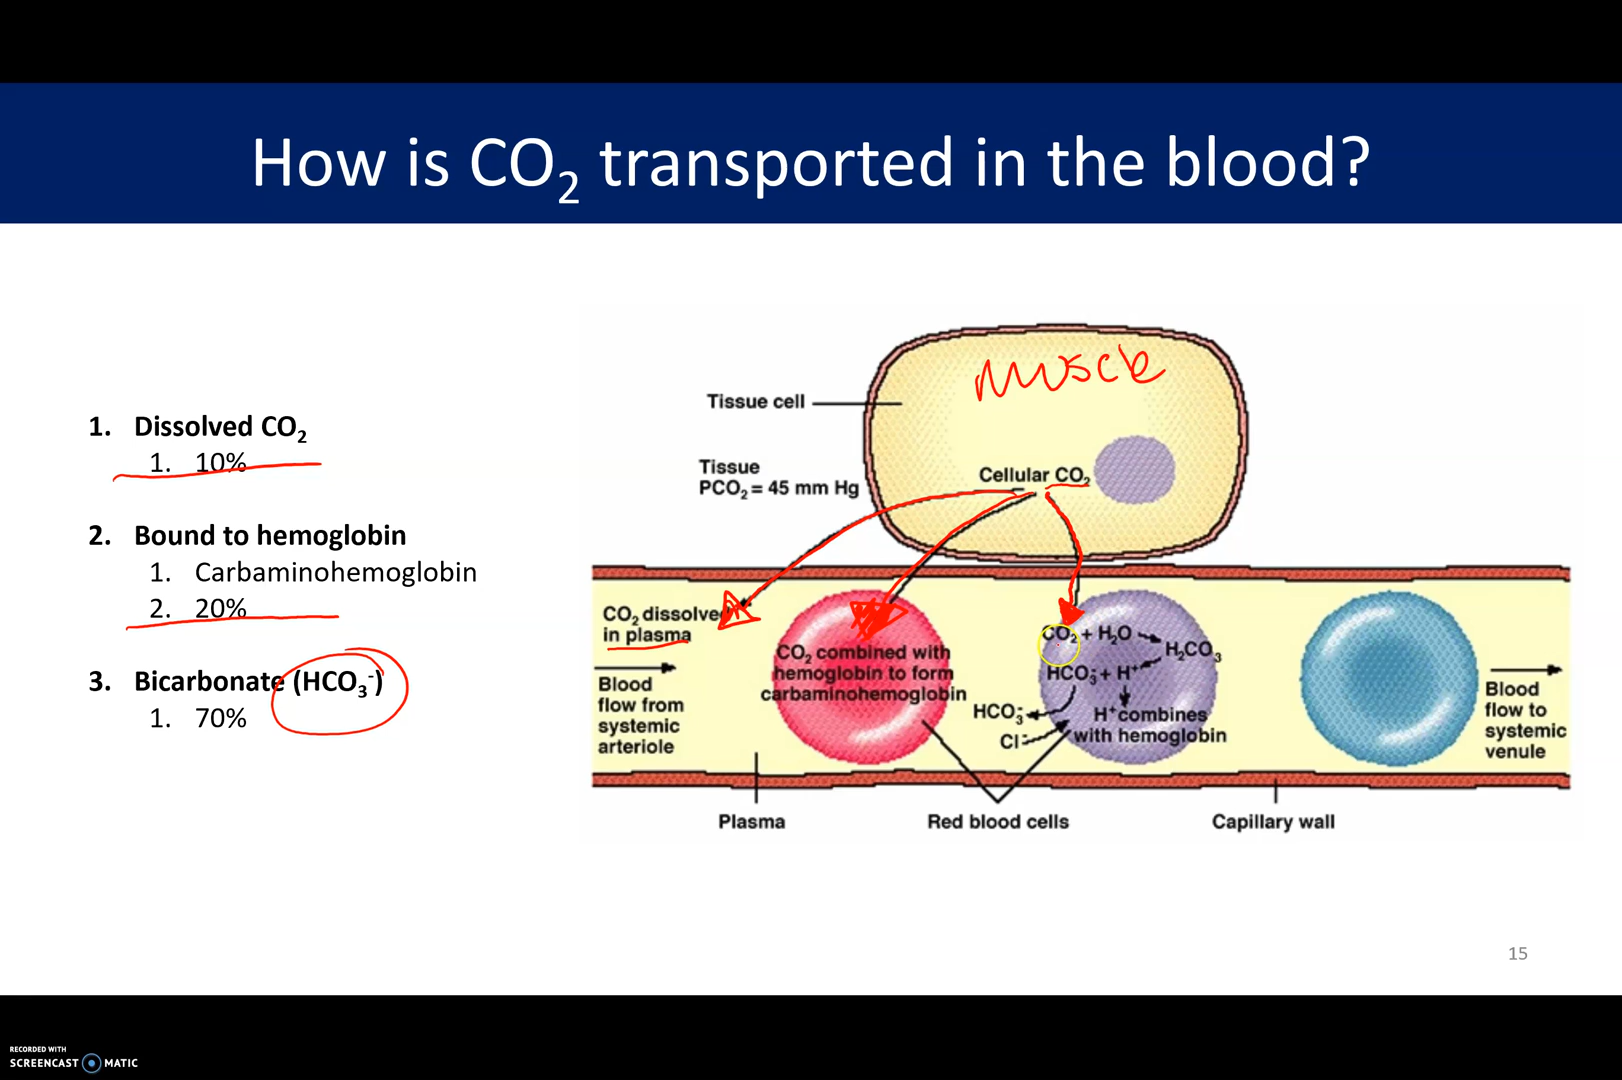 How is CO₂ transported in the blood?
1. Dissolved CO₂
1. 10%
2. Bound to hemoglobin
1. Carbaminohemoglobin
2. 20%
3. Bicarbonate (HCO₃⁻)
1. 70%
Muscle
Tissue cell
Tissue
PCO₂ = 45 mm Hg
Cellular CO₂
CO₂ dissolved
in plasma
Blood
flow from
systemic
arteriole
CO₂ combined with
hemoglobin to form
carbaminohemoglobin
CO₂ + H₂O
H₂CO₃
HCO₃⁻ + H⁺
HCO₃⁻
Cl⁻
H⁺ combines
with hemoglobin
Blood
flow to
systemic
venule
Plasma
Red blood cells
Capillary wall
15
RECORDED WITH
SCREENCAST MATIC